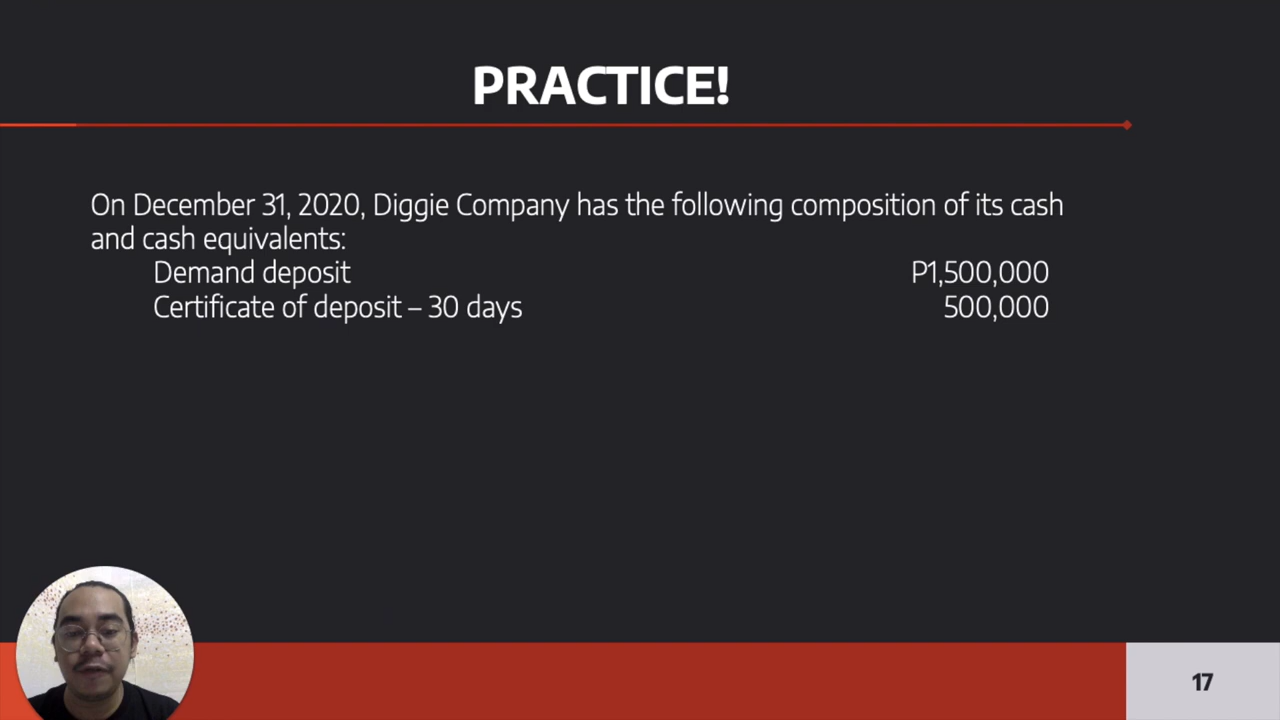 PRACTICE!
On December 31, 2020, Diggie Company has the following composition of its cash
and cash equivalents:
Demand deposit P1,500,000
Certificate of deposit – 30 days 500,000
17